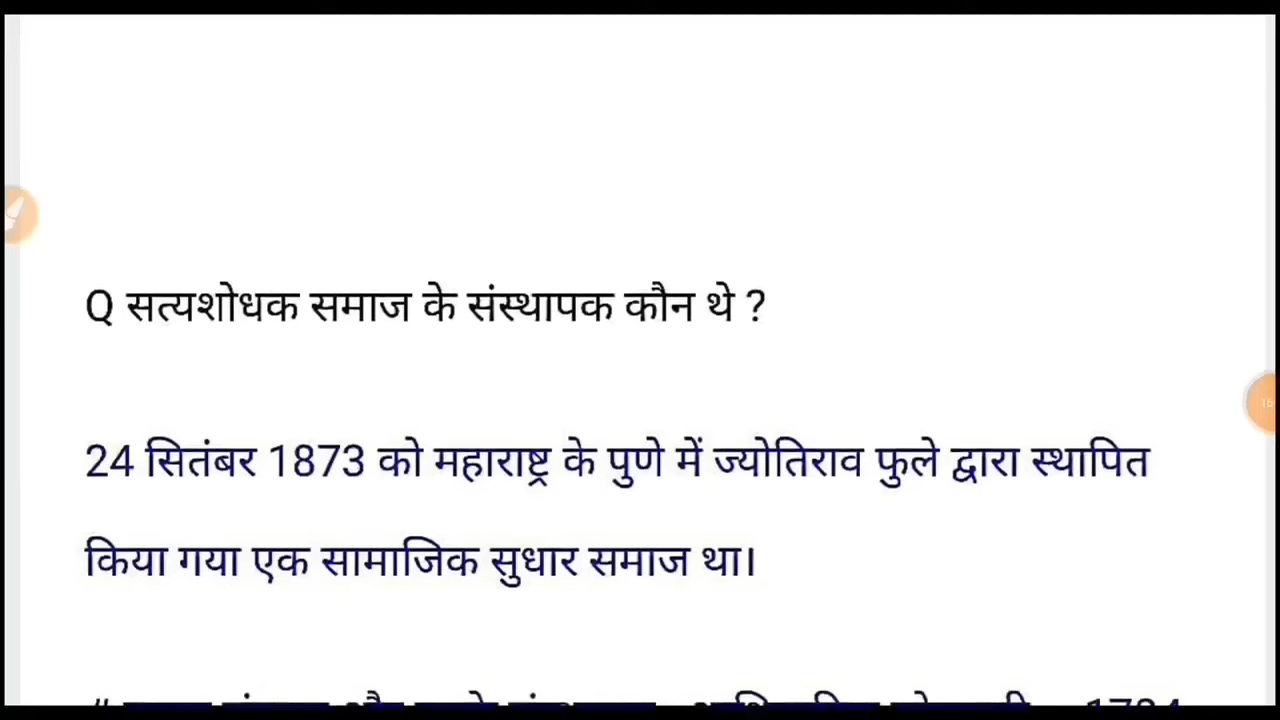 Q सत्यशोधक समाज के संस्थापक कौन थे ?
24 सितंबर 1873 को महाराष्ट्र के पुणे में ज्योतिराव फुले द्वारा स्थापित
किया गया एक सामाजिक सुधार समाज था।